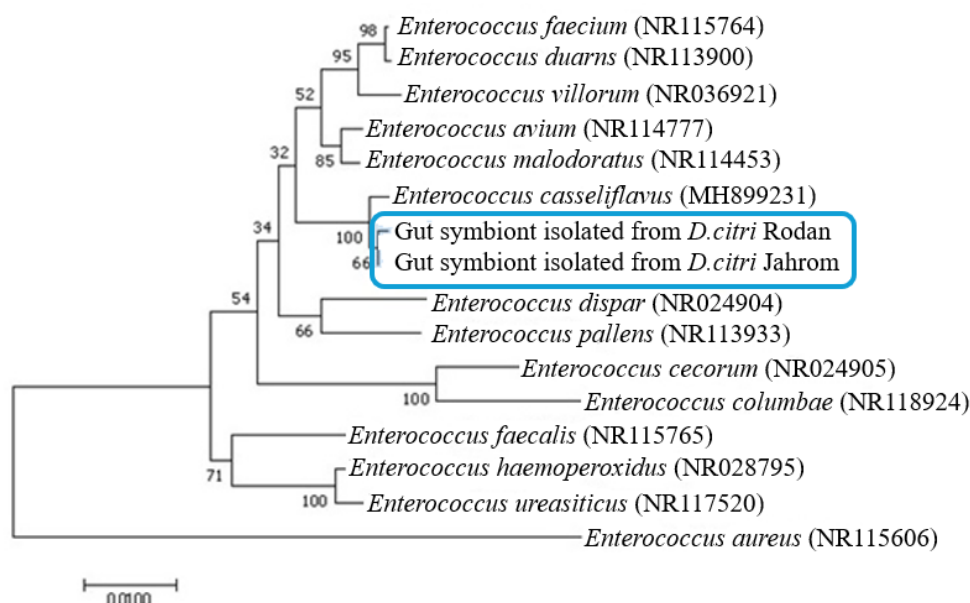 98
Enterococcus faecium (NR115764)
Enterococcus duarns (NR113900)
95
Enterococcus villorum (NR036921)
52
Enterococcus avium (NR114777)
85
Enterococcus malodoratus (NR114453)
32
Enterococcus casseliflavus (MH899231)
34
100
Gut symbiont isolated from D.citri Rodan
66
Gut symbiont isolated from D.citri Jahrom
54
Enterococcus dispar (NR024904)
66
Enterococcus pallens (NR113933)
Enterococcus cecorum (NR024905)
100
Enterococcus columbae (NR118924)
Enterococcus faecalis (NR115765)
71
Enterococcus haemoperoxidus (NR028795)
100
Enterococcus ureasiticus (NR117520)
Enterococcus aureus (NR115606)
0.0100